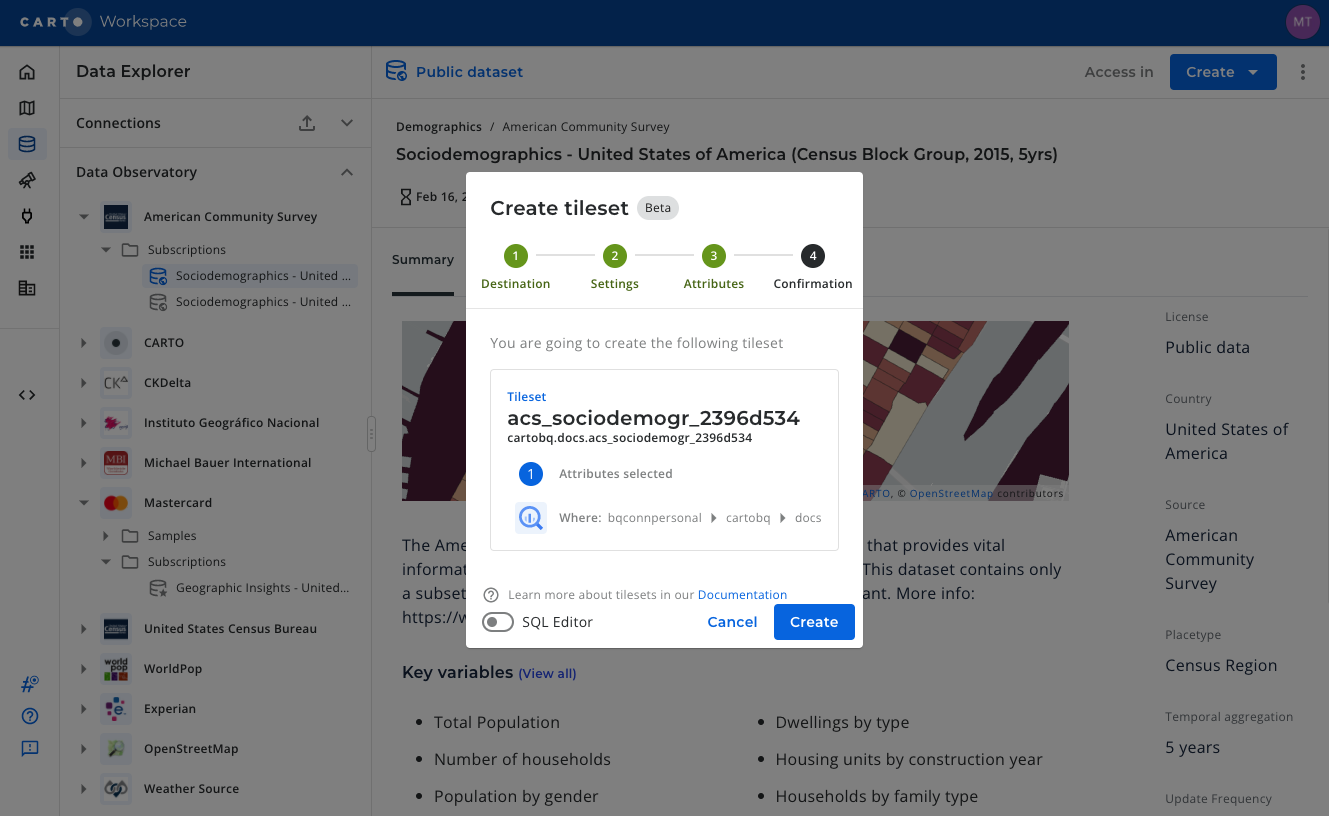 CARTO Workspace
MT
Data Explorer
Public dataset
Access in
Create
Connections
Data Observatory
American Community Survey
Subscriptions
Sociodemographics - United ...
Sociodemographics - United ...
CARTO
CKDelta
Instituto Geográfico Nacional
Michael Bauer International
Mastercard
Samples
Subscriptions
Geographic Insights - United...
United States Census Bureau
WorldPop
Experian
OpenStreetMap
Weather Source
Demographics / American Community Survey
Sociodemographics - United States of America (Census Block Group, 2015, 5yrs)
Feb 16, 2
Summary
Create tileset Beta
1 2 3 4
Destination Settings Attributes Confirmation
You are going to create the following tileset
Tileset
acs_sociodemogr_2396d534
cartobq.docs.acs_sociodemogr_2396d534
1 Attributes selected
Where: bqconnpersonal cartobq docs
Learn more about tilesets in our Documentation
SQL Editor
Cancel
Create
ARTO, © OpenStreetMap contributors
The Ame that provides vital
informat This dataset contains only
a subset ant. More info:
https://w
Key variables (View all)
Total Population
Number of households
Population by gender
Dwellings by type
Housing units by construction year
Households by family type
License
Public data
Country
United States of
America
Source
American
Community
Survey
Placetype
Census Region
Temporal aggregation
5 years
Update Frequency